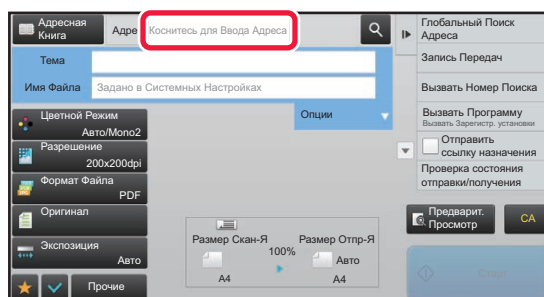 Адресная
Книга
Адре
Коснитесь для Ввода Адреса
Тема
Имя Файла
Задано в Системных Настройках
Опции
Цветной Режим
Авто/Mono2
Разрешение
200x200dpi
Формат Файла
PDF
Оригинал
Экспозиция
Авто
Прочие
Размер Скан-Я
A4
100%
Размер Отпр-Я
Авто
A4
Глобальный Поиск
Адреса
Запись Передач
Вызвать Номер Поиска
Вызвать Программу
Вызвать Зарегистр. установки
Отправить
ссылку назначения
Проверка состояния
отправки/получения
Предварит.
Просмотр
CA
Старт